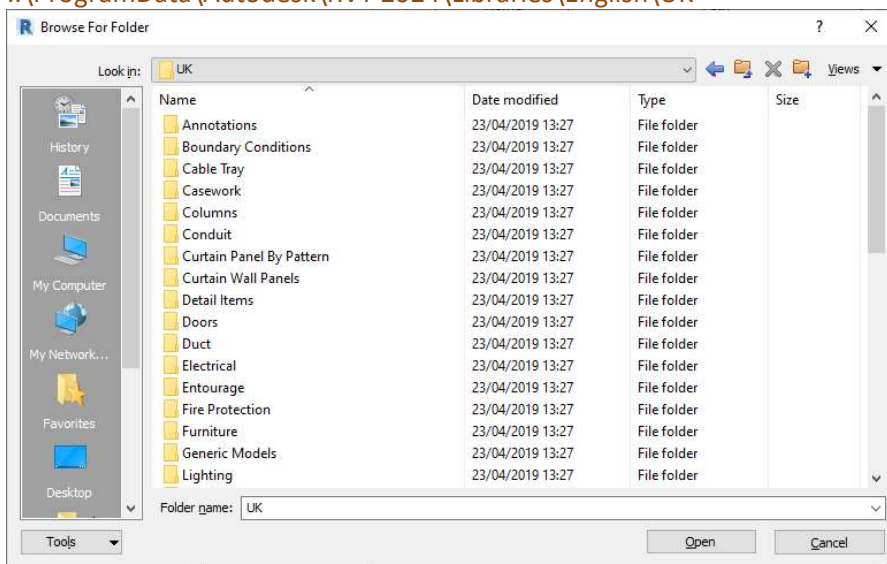 Browse For Folder ? X
Look in: UK Views
Name Date modified Type Size
Annotations 23/04/2019 13:27 File folder
Boundary Conditions 23/04/2019 13:27 File folder
Cable Tray 23/04/2019 13:27 File folder
Casework 23/04/2019 13:27 File folder
Columns 23/04/2019 13:27 File folder
Conduit 23/04/2019 13:27 File folder
Curtain Panel By Pattern 23/04/2019 13:27 File folder
Curtain Wall Panels 23/04/2019 13:27 File folder
Detail Items 23/04/2019 13:27 File folder
Doors 23/04/2019 13:27 File folder
Duct 23/04/2019 13:27 File folder
Electrical 23/04/2019 13:27 File folder
Entourage 23/04/2019 13:27 File folder
Fire Protection 23/04/2019 13:27 File folder
Furniture 23/04/2019 13:27 File folder
Generic Models 23/04/2019 13:27 File folder
Lighting 23/04/2019 13:27 File folder
History
Documents
My Computer
My Network...
Favorites
Desktop
Folder name: UK
Tools Open Cancel